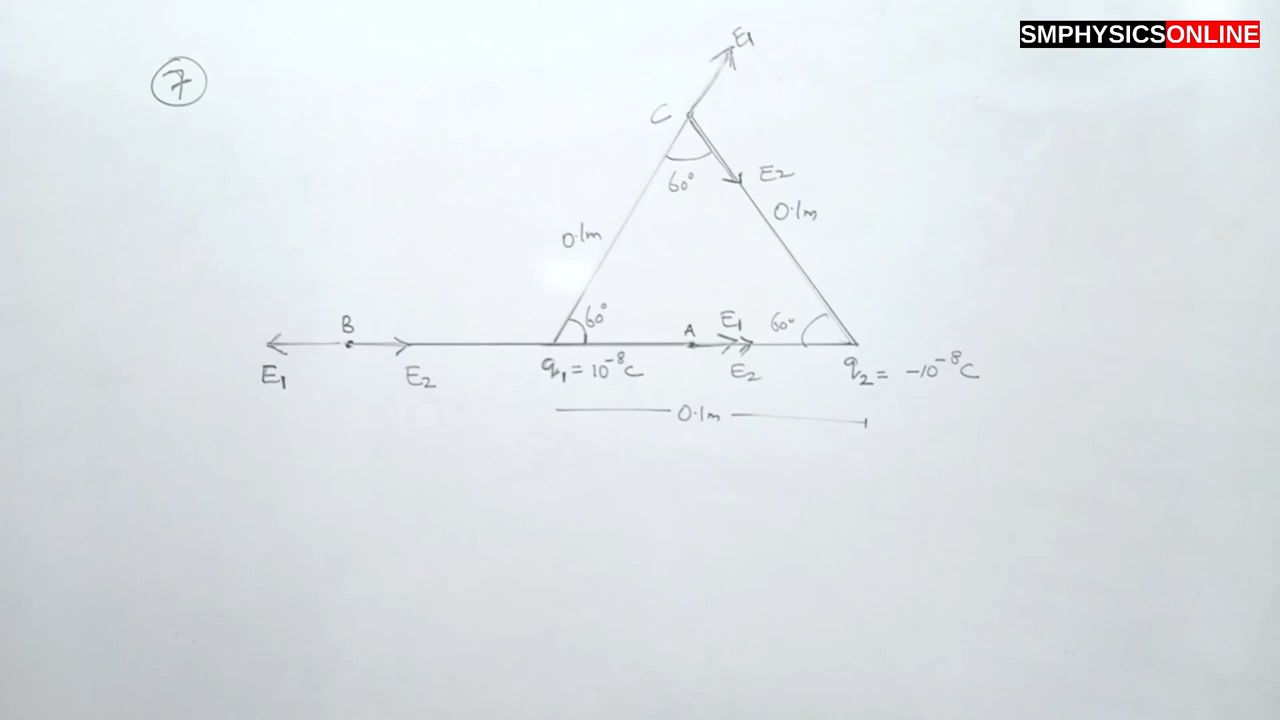 SMPHYSICSONLINE
7
E1
C
60°
E2
0.1m
0.1m
60°
B
A
E1
60°
E1
E2
q1 = 10^-8 C
E2
q2 = -10^-8 C
0.1m